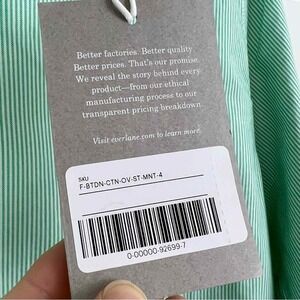 Better factories. Better quality
Better prices. That's our promise.
We reveal the story behind every
product—from our ethical
manufacturing process to our
transparent pricing breakdown.
Visit everlane.com to learn more.
SKU
F-BTDN-CTN-OV-ST-MNT-4
0-00000-92699-7